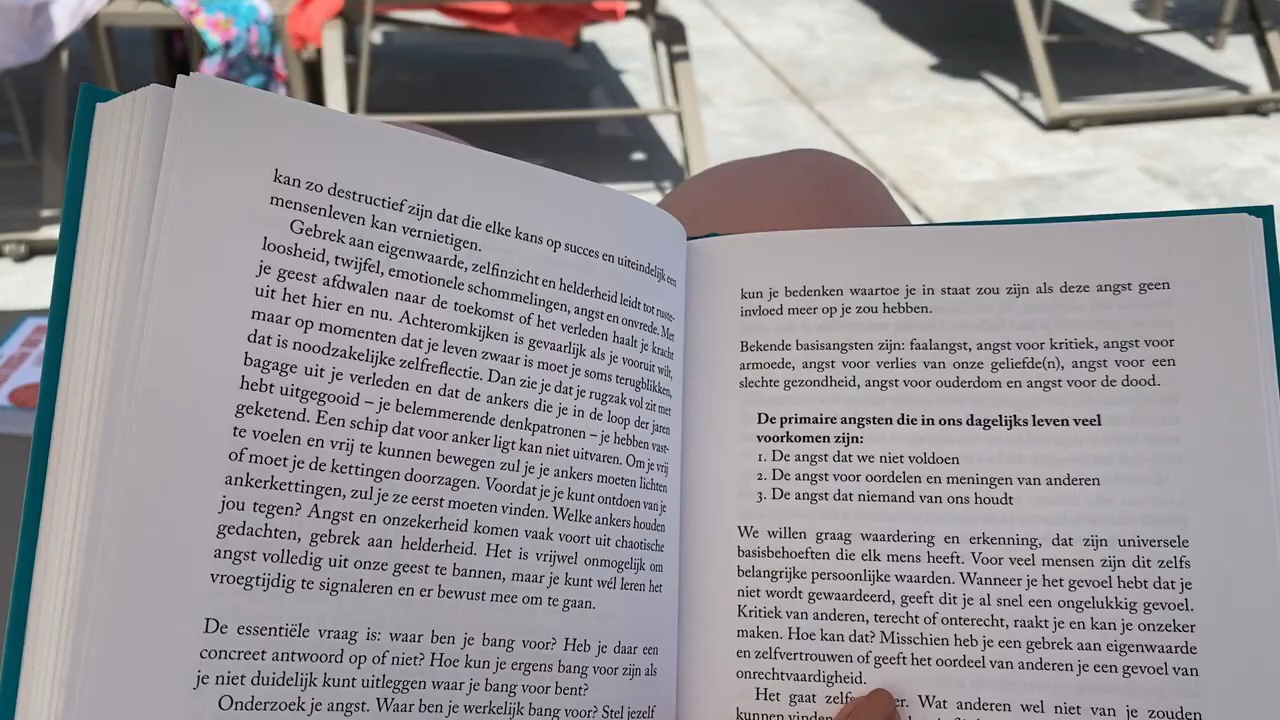 kan zo destructief zijn dat die elke kans op succes en uiteindelijk een
mensenleven kan vernietigen.
Gebrek aan eigenwaarde, zelfinzicht en helderheid leidt tot ruste-
loosheid, twijfel, emotionele schommelingen, angst en onvrede. Met
je geest afdwalen naar de toekomst of het verleden haalt je kracht
uit het hier en nu. Achteromkijken is gevaarlijk als je vooruit wilt,
maar op momenten dat je leven zwaar is moet je soms terugblikken,
dat is noodzakelijke zelfreflectie. Dan zie je dat je rugzak vol zit met
bagage uit je verleden en dat de ankers die je in de loop der jaren
hebt uitgegooid – je belemmerende denkpatronen – je hebben vast-
geketend. Een schip dat voor anker ligt kan niet uitvaren. Om je vrij
te voelen en vrij te kunnen bewegen zul je je ankers moeten lichten
of moet je de kettingen doorzagen. Voordat je je kunt ontdoen van je
ankerkettingen, zul je ze eerst moeten vinden. Welke ankers houden
jou tegen? Angst en onzekerheid komen vaak voort uit chaotische
gedachten, gebrek aan helderheid. Het is vrijwel onmogelijk om
angst volledig uit onze geest te bannen, maar je kunt wél leren het
vroegtijdig te signaleren en er bewust mee om te gaan.
De essentiële vraag is: waar ben je bang voor? Heb je daar een
concreet antwoord op of niet? Hoe kun je ergens bang voor zijn als
je niet duidelijk kunt uitleggen waar je bang voor bent?
Onderzoek je angst. Waar ben je werkelijk bang voor? Stel jezelf
kun je bedenken waartoe je in staat zou zijn als deze angst geen
invloed meer op je zou hebben.
Bekende basisangsten zijn: faalangst, angst voor kritiek, angst voor
armoede, angst voor verlies van onze geliefde(n), angst voor een
slechte gezondheid, angst voor ouderdom en angst voor de dood.
De primaire angsten die in ons dagelijks leven veel
voorkomen zijn:
1. De angst dat we niet voldoen
2. De angst voor oordelen en meningen van anderen
3. De angst dat niemand van ons houdt
We willen graag waardering en erkenning, dat zijn universele
basisbehoeften die elk mens heeft. Voor veel mensen zijn dit zelfs
belangrijke persoonlijke waarden. Wanneer je het gevoel hebt dat je
niet wordt gewaardeerd, geeft dit je al snel een ongelukkig gevoel.
Kritiek van anderen, terecht of onterecht, raakt je en kan je onzeker
maken. Hoe kan dat? Misschien heb je een gebrek aan eigenwaarde
en zelfvertrouwen of geeft het oordeel van anderen je een gevoel van
onrechtvaardigheid.
Het gaat zelfs er. Wat anderen wel niet van je zouden
kunnen vinden